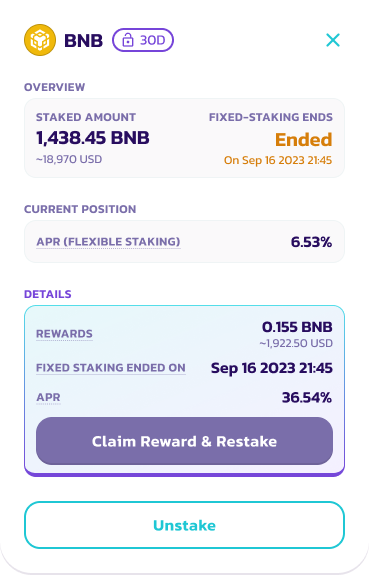 BNB 30D
OVERVIEW
STAKED AMOUNT
1,438.45 BNB
~18,970 USD
FIXED-STAKING ENDS
Ended
On Sep 16 2023 21:45
CURRENT POSITION
APR (FLEXIBLE STAKING) 6.53%
DETAILS
REWARDS 0.155 BNB
~1,922.50 USD
FIXED STAKING ENDED ON Sep 16 2023 21:45
APR 36.54%
Claim Reward & Restake
Unstake